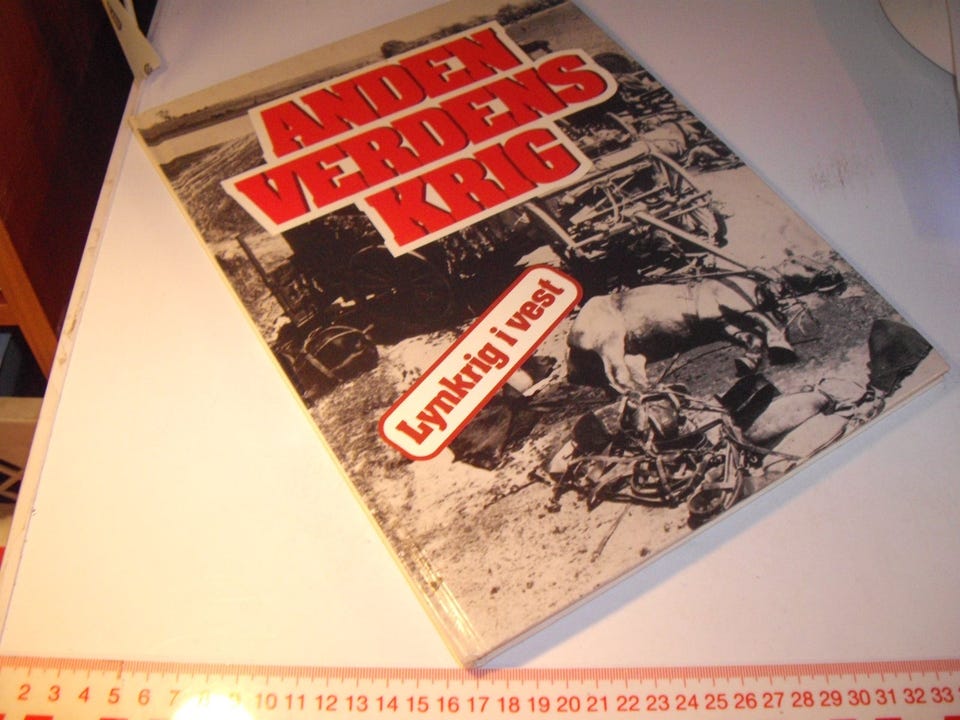 ANDEN
VERDENS
KRIG
Lynkrig i vest
2 3 4 5 6 7 8 9 10 11 12 13 14 15 16 17 18 19 20 21 22 23 24 25 26 27 28 29 30 31 32 33